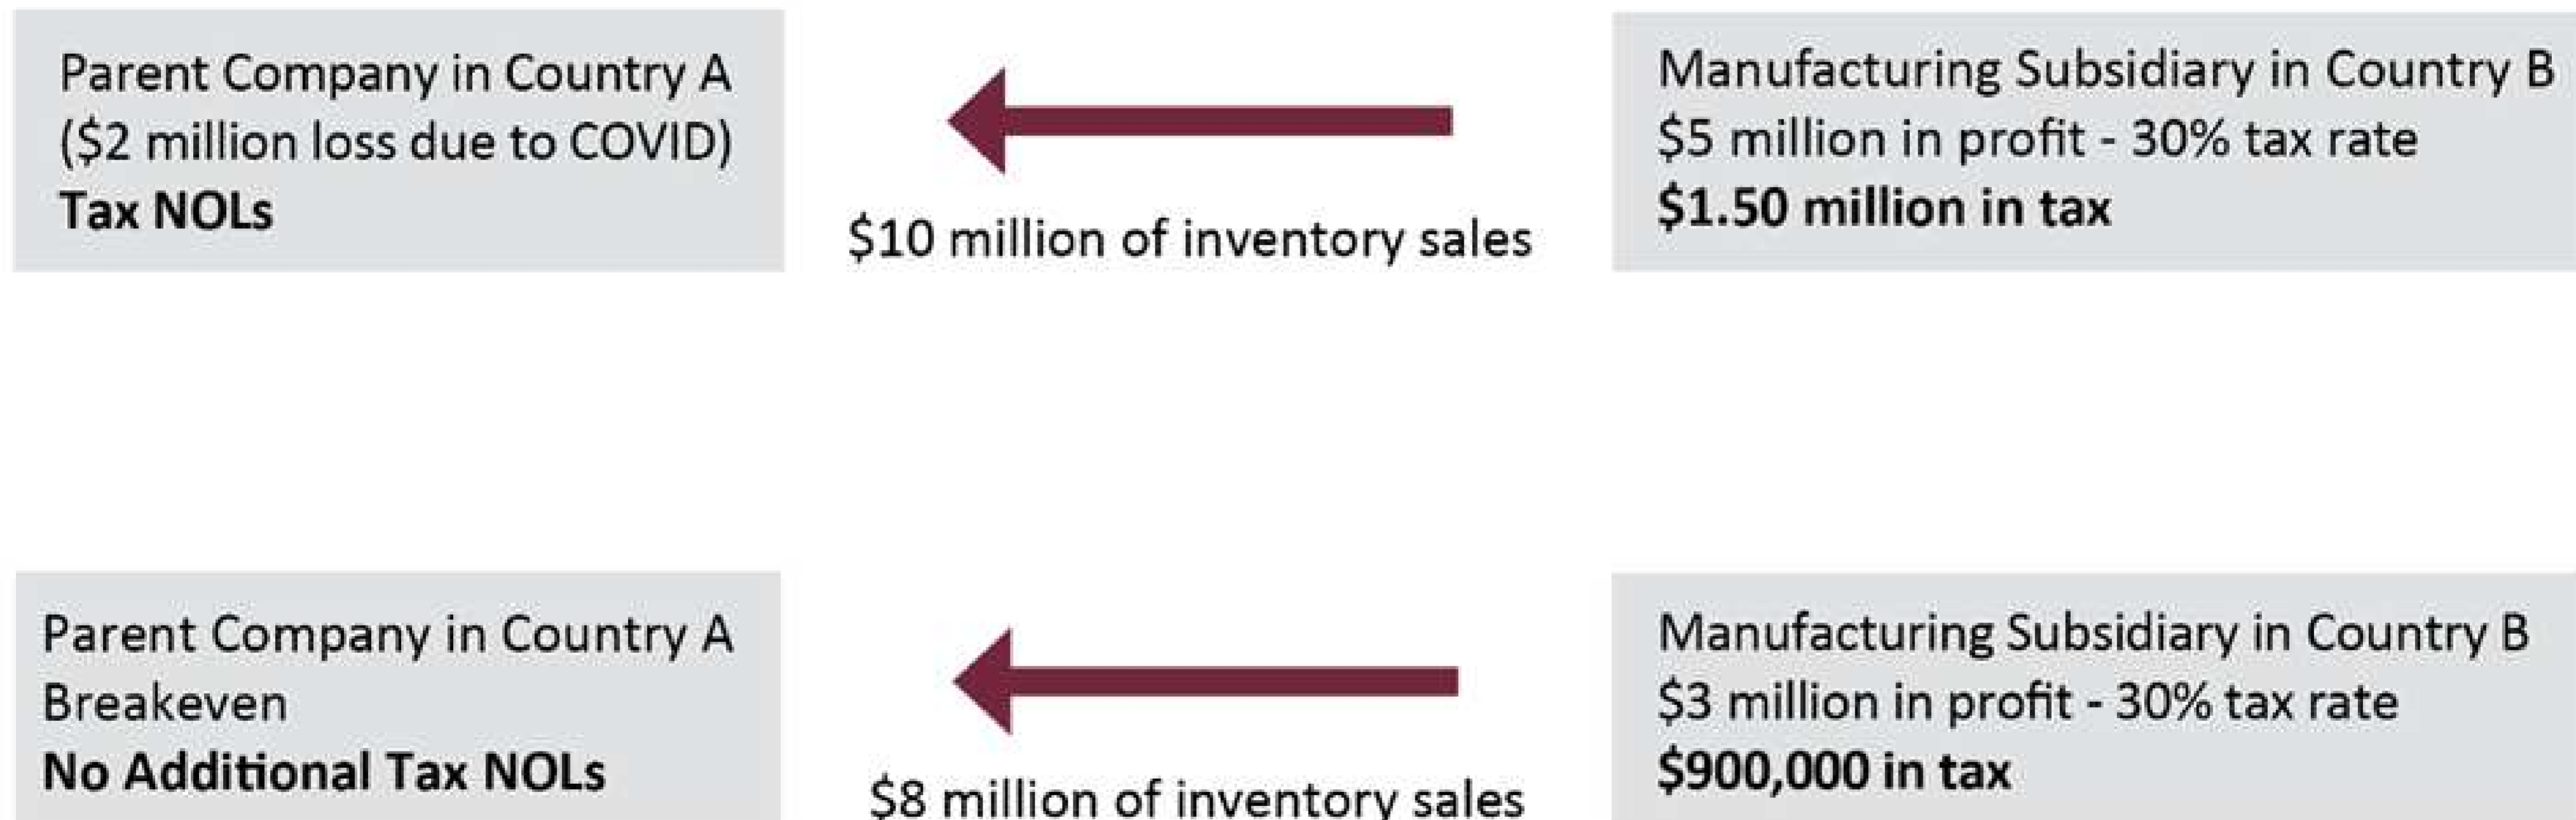 Parent Company in Country A
($2 million loss due to COVID)
Tax NOLs
$10 million of inventory sales
Manufacturing Subsidiary in Country B
$5 million in profit - 30% tax rate
$1.50 million in tax
Parent Company in Country A
Breakeven
No Additional Tax NOLs
$8 million of inventory sales
Manufacturing Subsidiary in Country B
$3 million in profit - 30% tax rate
$900,000 in tax